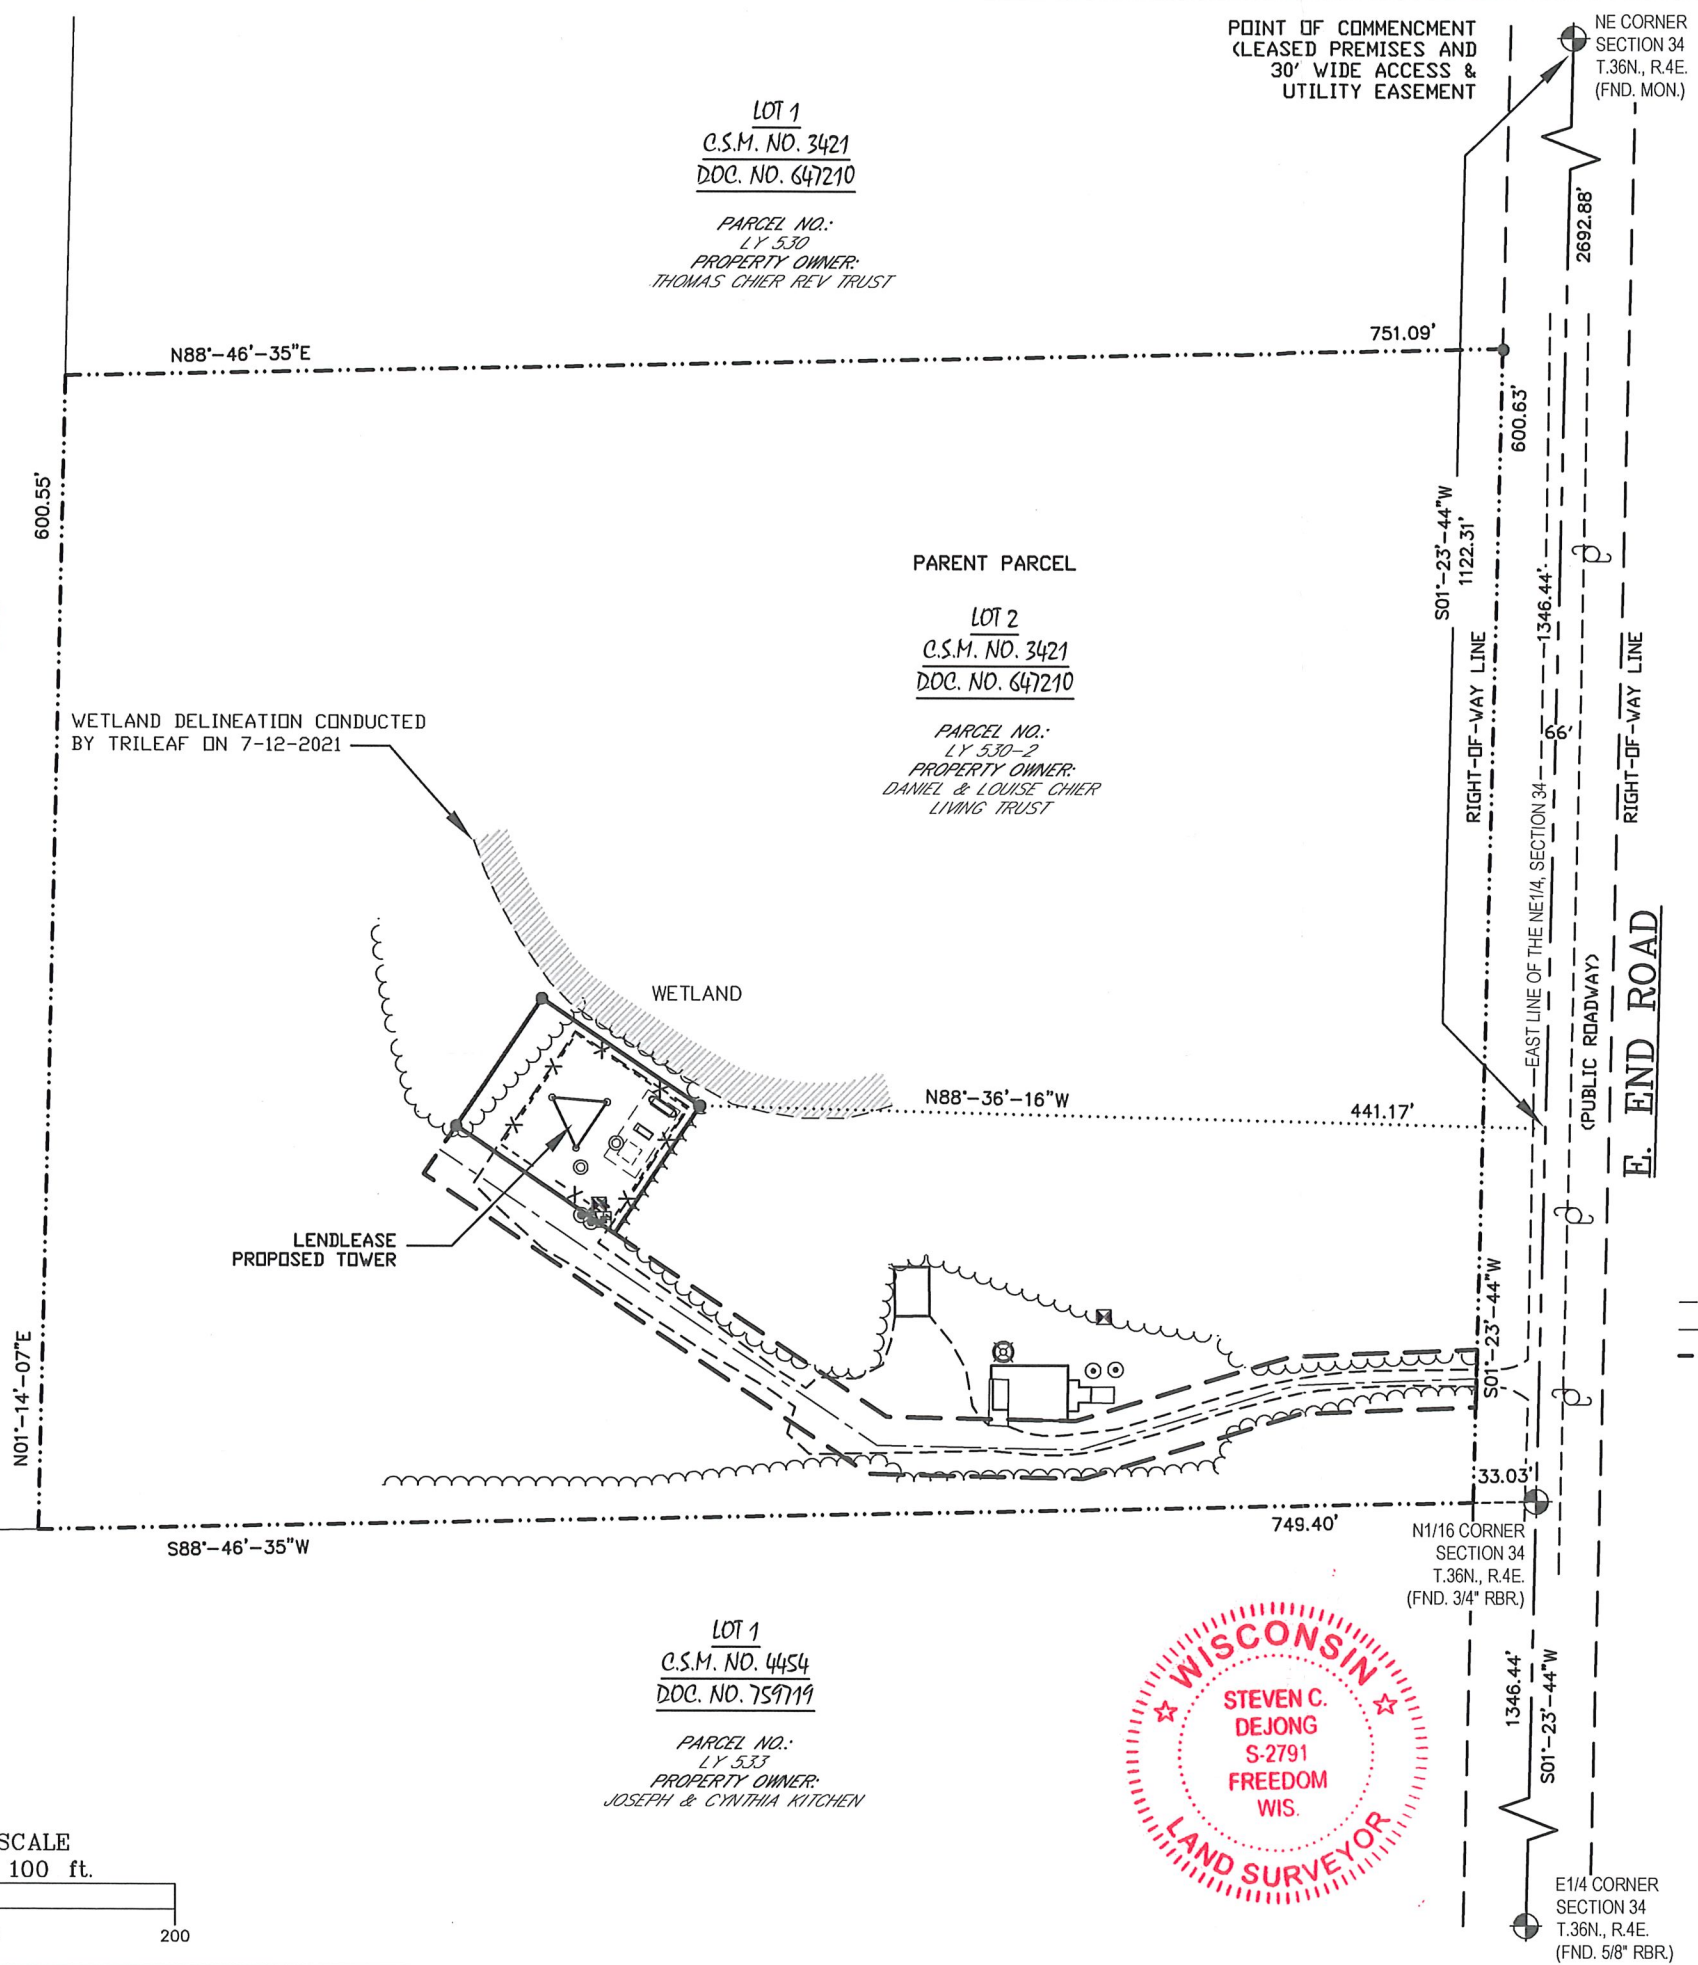 POINT OF COMMENCMENT
(LEASED PREMISES AND
30' WIDE ACCESS &
UTILITY EASEMENT
NE CORNER
SECTION 34
T.36N., R.4E.
(FND. MON.)
LOT 1
C.S.M. NO. 3421
DOC. NO. 647210
PARCEL NO.:
LY 530
PROPERTY OWNER:
THOMAS CHIER REV TRUST
2692.88'
N88°-46'-35"E
751.09'
600.63'
600.55'
S01°-23'-44"W
1122.31'
PARENT PARCEL
LOT 2
C.S.M. NO. 3421
DOC. NO. 647210
PARCEL NO.:
LY 530-2
PROPERTY OWNER:
DANIEL & LOUISE CHIER
LIVING TRUST
1346.44'
RIGHT-OF-WAY LINE
RIGHT-OF-WAY LINE
66'
EAST LINE OF THE NE1/4, SECTION 34
WETLAND DELINEATION CONDUCTED
BY TRILEAF ON 7-12-2021
WETLAND
(PUBLIC ROADWAY)
E. END ROAD
N88°-36'-16"W
441.17'
LENDLEASE
PROPOSED TOWER
S01°-23'-44"W
N01°-14'-07"E
33.03'
S88°-46'-35"W
749.40'
N1/16 CORNER
SECTION 34
T.36N., R.4E.
(FND. 3/4" RBR.)
LOT 1
C.S.M. NO. 4454
DOC. NO. 759719
PARCEL NO.:
LY 533
PROPERTY OWNER:
JOSEPH & CYNTHIA KITCHEN
WISCONSIN
STEVEN C.
DEJONG
S-2791
FREEDOM
WIS.
LAND SURVEYOR
1346.44'
S01°-23'-44"W
SCALE
100 ft.
200
E1/4 CORNER
SECTION 34
T.36N., R.4E.
(FND. 5/8" RBR.)